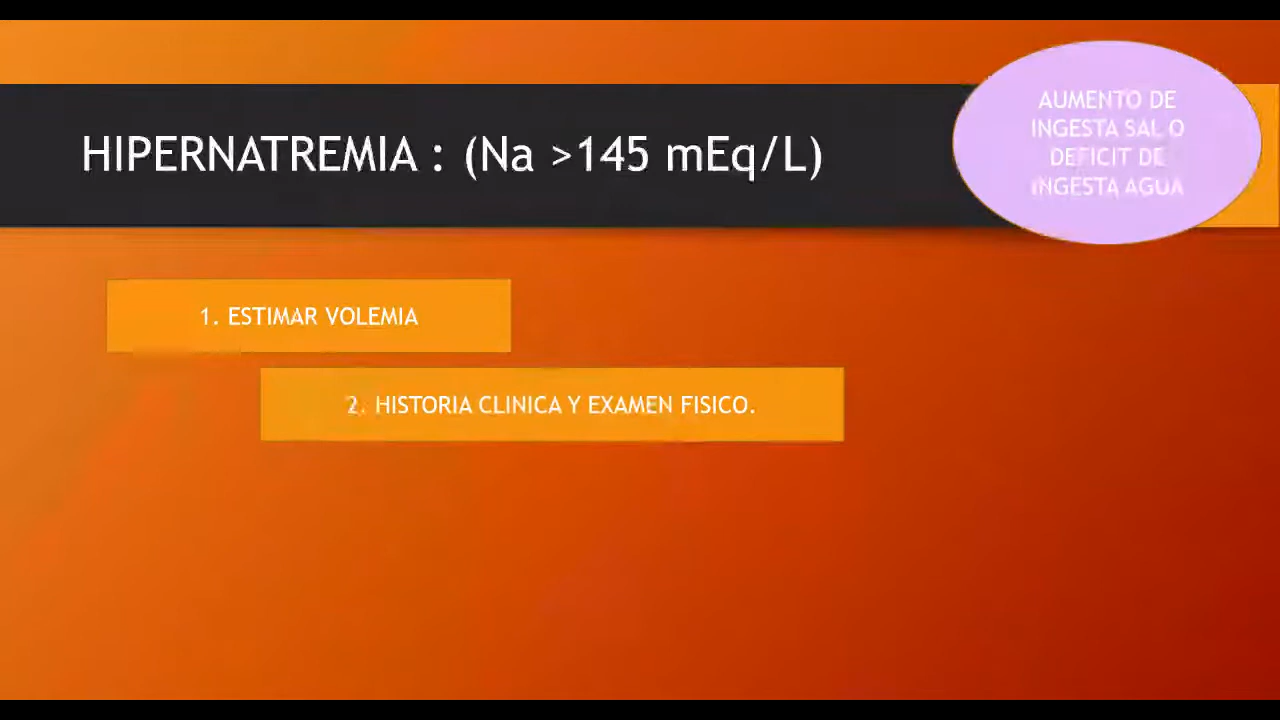 HIPERNATREMIA : (Na >145 mEq/L)
AUMENTO DE
INGESTA SAL O
DEFICIT DE
INGESTA AGUA
1. ESTIMAR VOLEMIA
2. HISTORIA CLINICA Y EXAMEN FISICO.